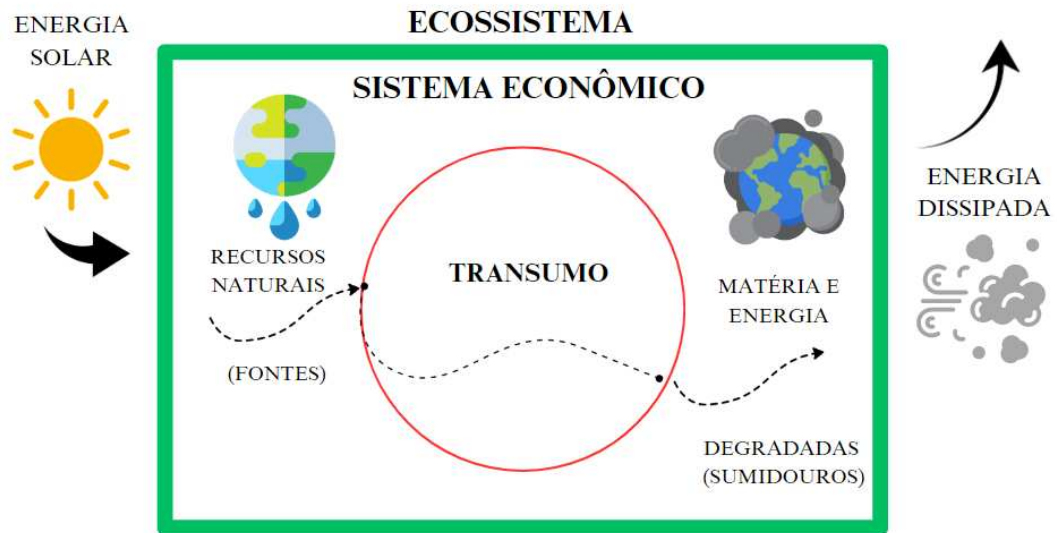 ENERGIA
SOLAR
ECOSSISTEMA
SISTEMA ECONÔMICO
RECURSOS
NATURAIS
(FONTES)
TRANSUMO
MATÉRIA E
ENERGIA
DEGRADADAS
(SUMIDOUROS)
ENERGIA
DISSIPADA